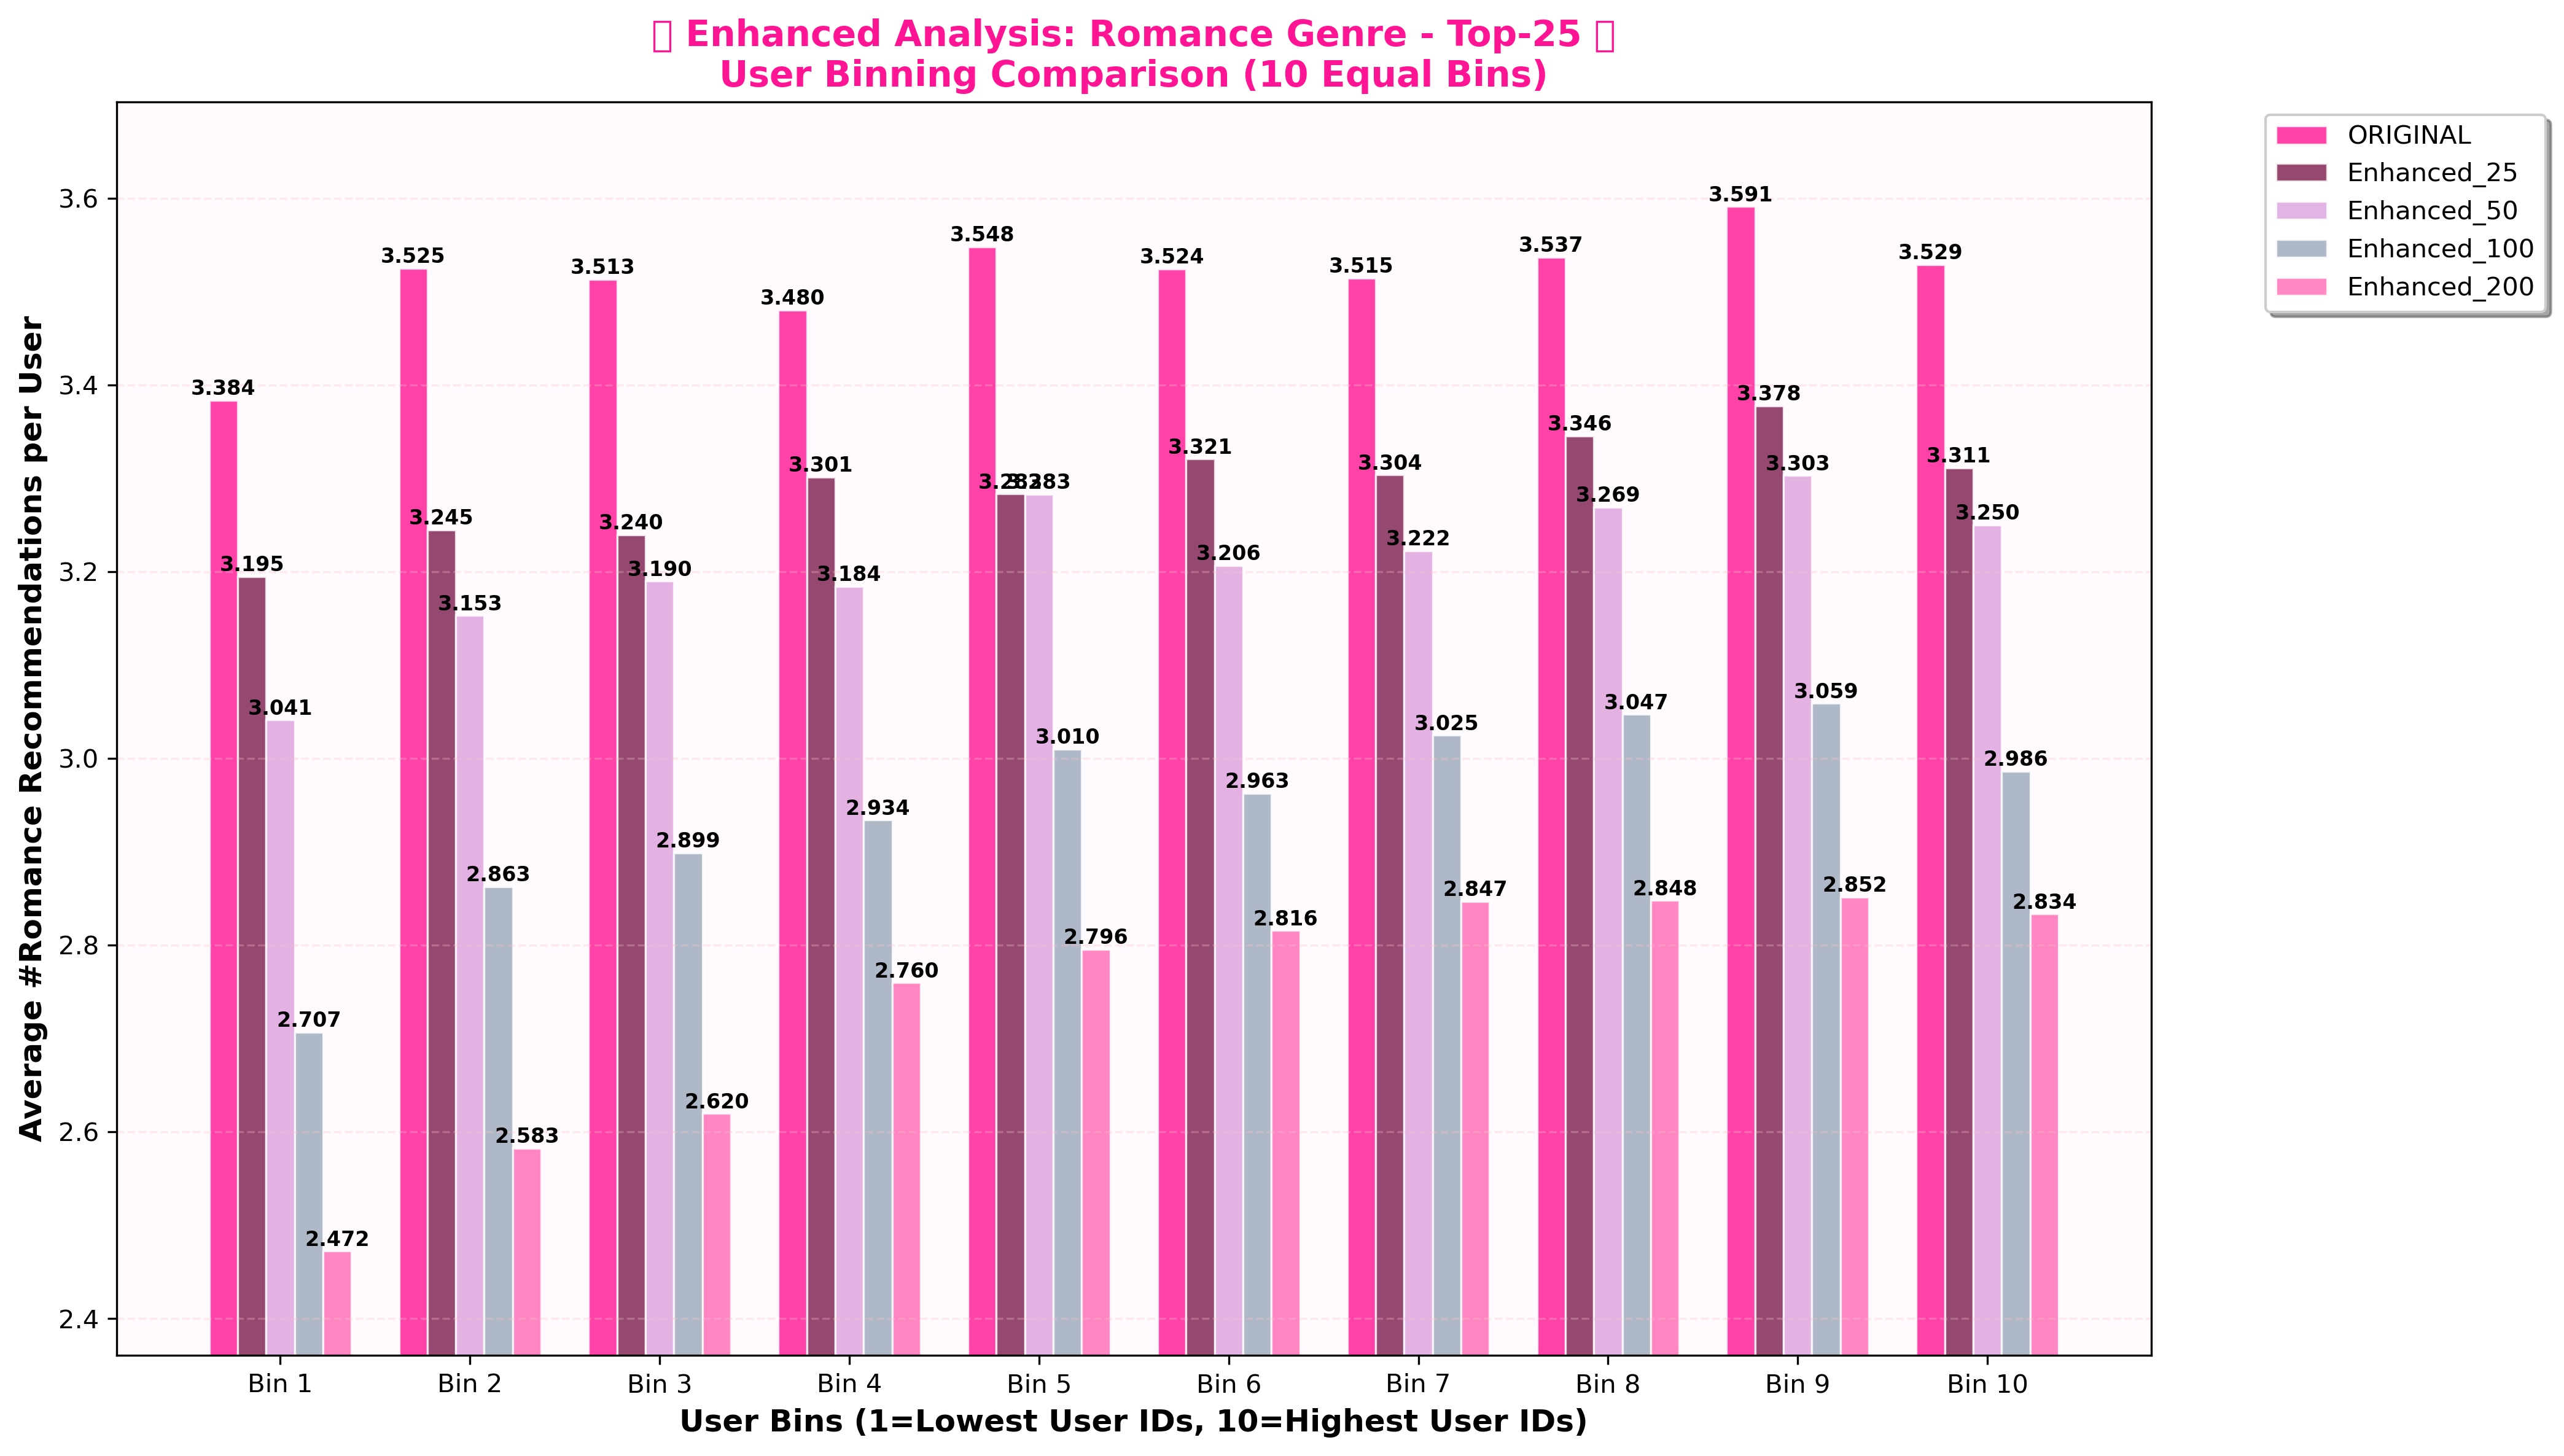 Enhanced Analysis: Romance Genre - Top-25
User Binning Comparison (10 Equal Bins)
ORIGINAL
Enhanced_25
Enhanced_50
Enhanced_100
Enhanced_200
Average #Romance Recommendations per User
3.6
3.4
3.2
3.0
2.8
2.6
2.4
3.384
3.195
3.041
2.707
2.472
3.525
3.245
3.153
2.863
2.583
3.513
3.240
3.190
2.899
2.620
3.480
3.301
3.184
2.934
2.760
3.548
3.283
3.010
2.796
3.524
3.321
3.206
2.963
2.816
3.515
3.304
3.222
3.025
2.847
3.537
3.346
3.269
3.047
2.848
3.591
3.378
3.303
3.059
2.852
3.529
3.311
3.250
2.986
2.834
Bin 1
Bin 2
Bin 3
Bin 4
Bin 5
Bin 6
Bin 7
Bin 8
Bin 9
Bin 10
User Bins (1=Lowest User IDs, 10=Highest User IDs)